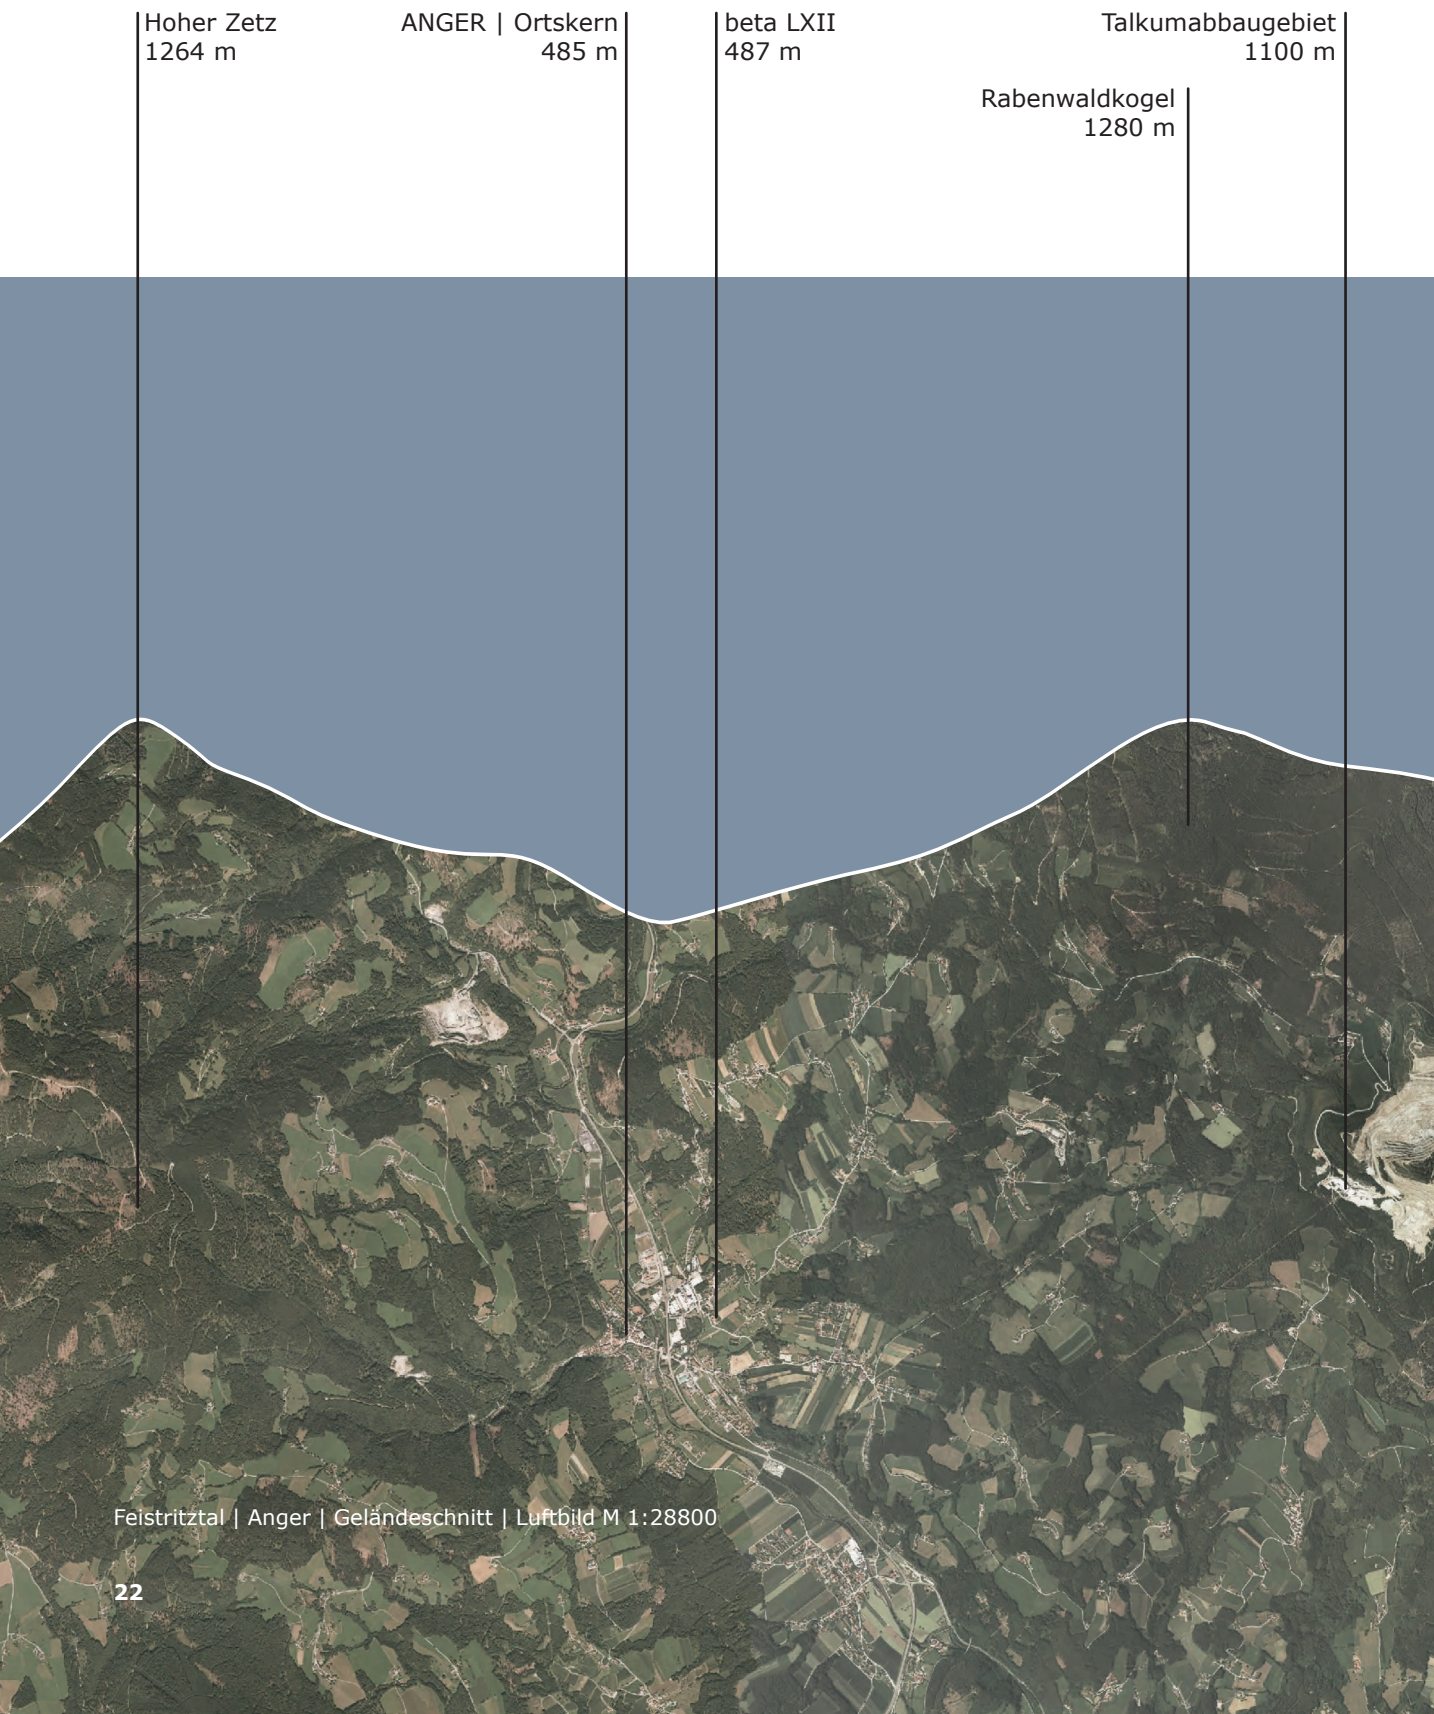 Hoher Zetz
1264 m
ANGER | Ortskern
485 m
beta LXII
487 m
Talkumabbaugebiet
1100 m
Rabenwaldkogel
1280 m
Feistritztal | Anger | Geländeschnitt | Luftbild M 1:28800
22